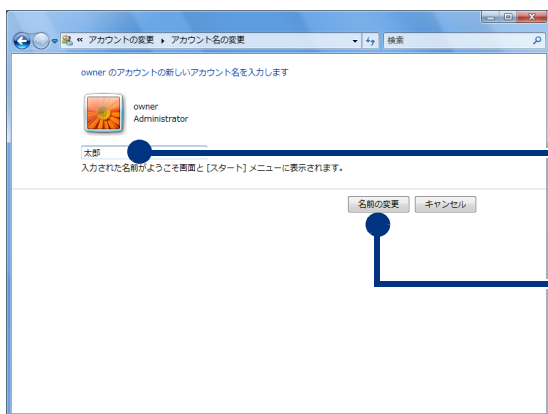 « アカウントの変更 ▸ アカウント名の変更
検索
owner のアカウントの新しいアカウント名を入力します
owner
Administrator
太郎
入力された名前がようこそ画面と [スタート] メニューに表示されます。
名前の変更
キャンセル